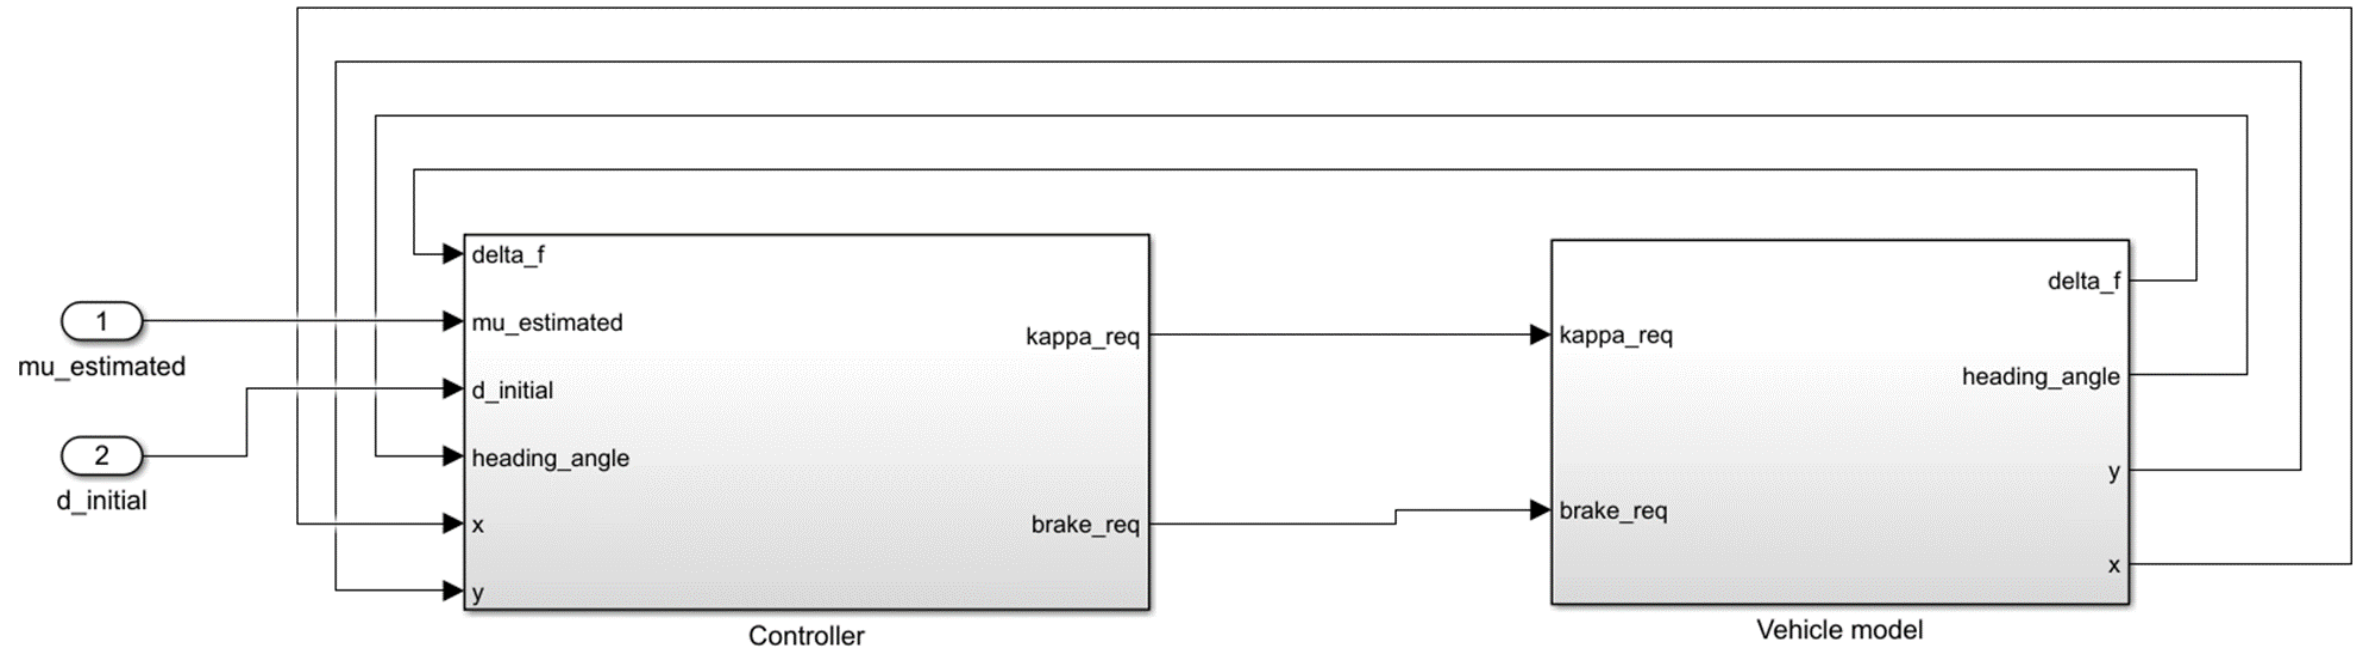 1
mu_estimated
2
d_initial
delta_f
mu_estimated
d_initial
heading_angle
x
y
kappa_req
brake_req
Controller
kappa_req
brake_req
delta_f
heading_angle
y
x
Vehicle model